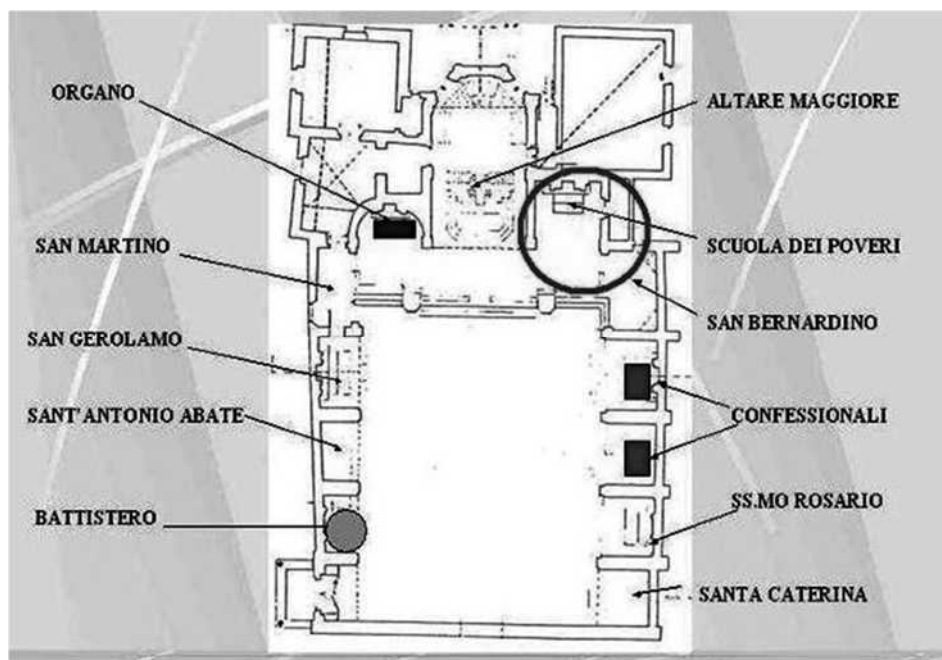 ORGANO
SAN MARTINO
SAN GEROLAMO
SANT'ANTONIO ABATE
BATTISTERO
ALTARE MAGGIORE
SCUOLA DEI POVERI
SAN BERNARDINO
CONFESSIONALI
SS.MO ROSARIO
SANTA CATERINA